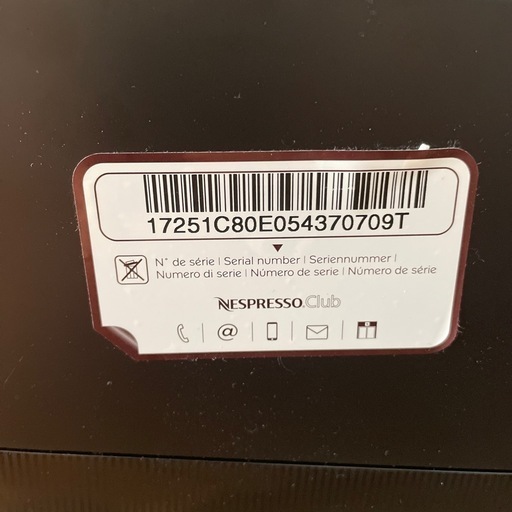 17251C80E054370709T
N° de série | Serial number | Seriennummer |
Numero di serie | Número de serie | Número de série
NESPRESSO.Club
@